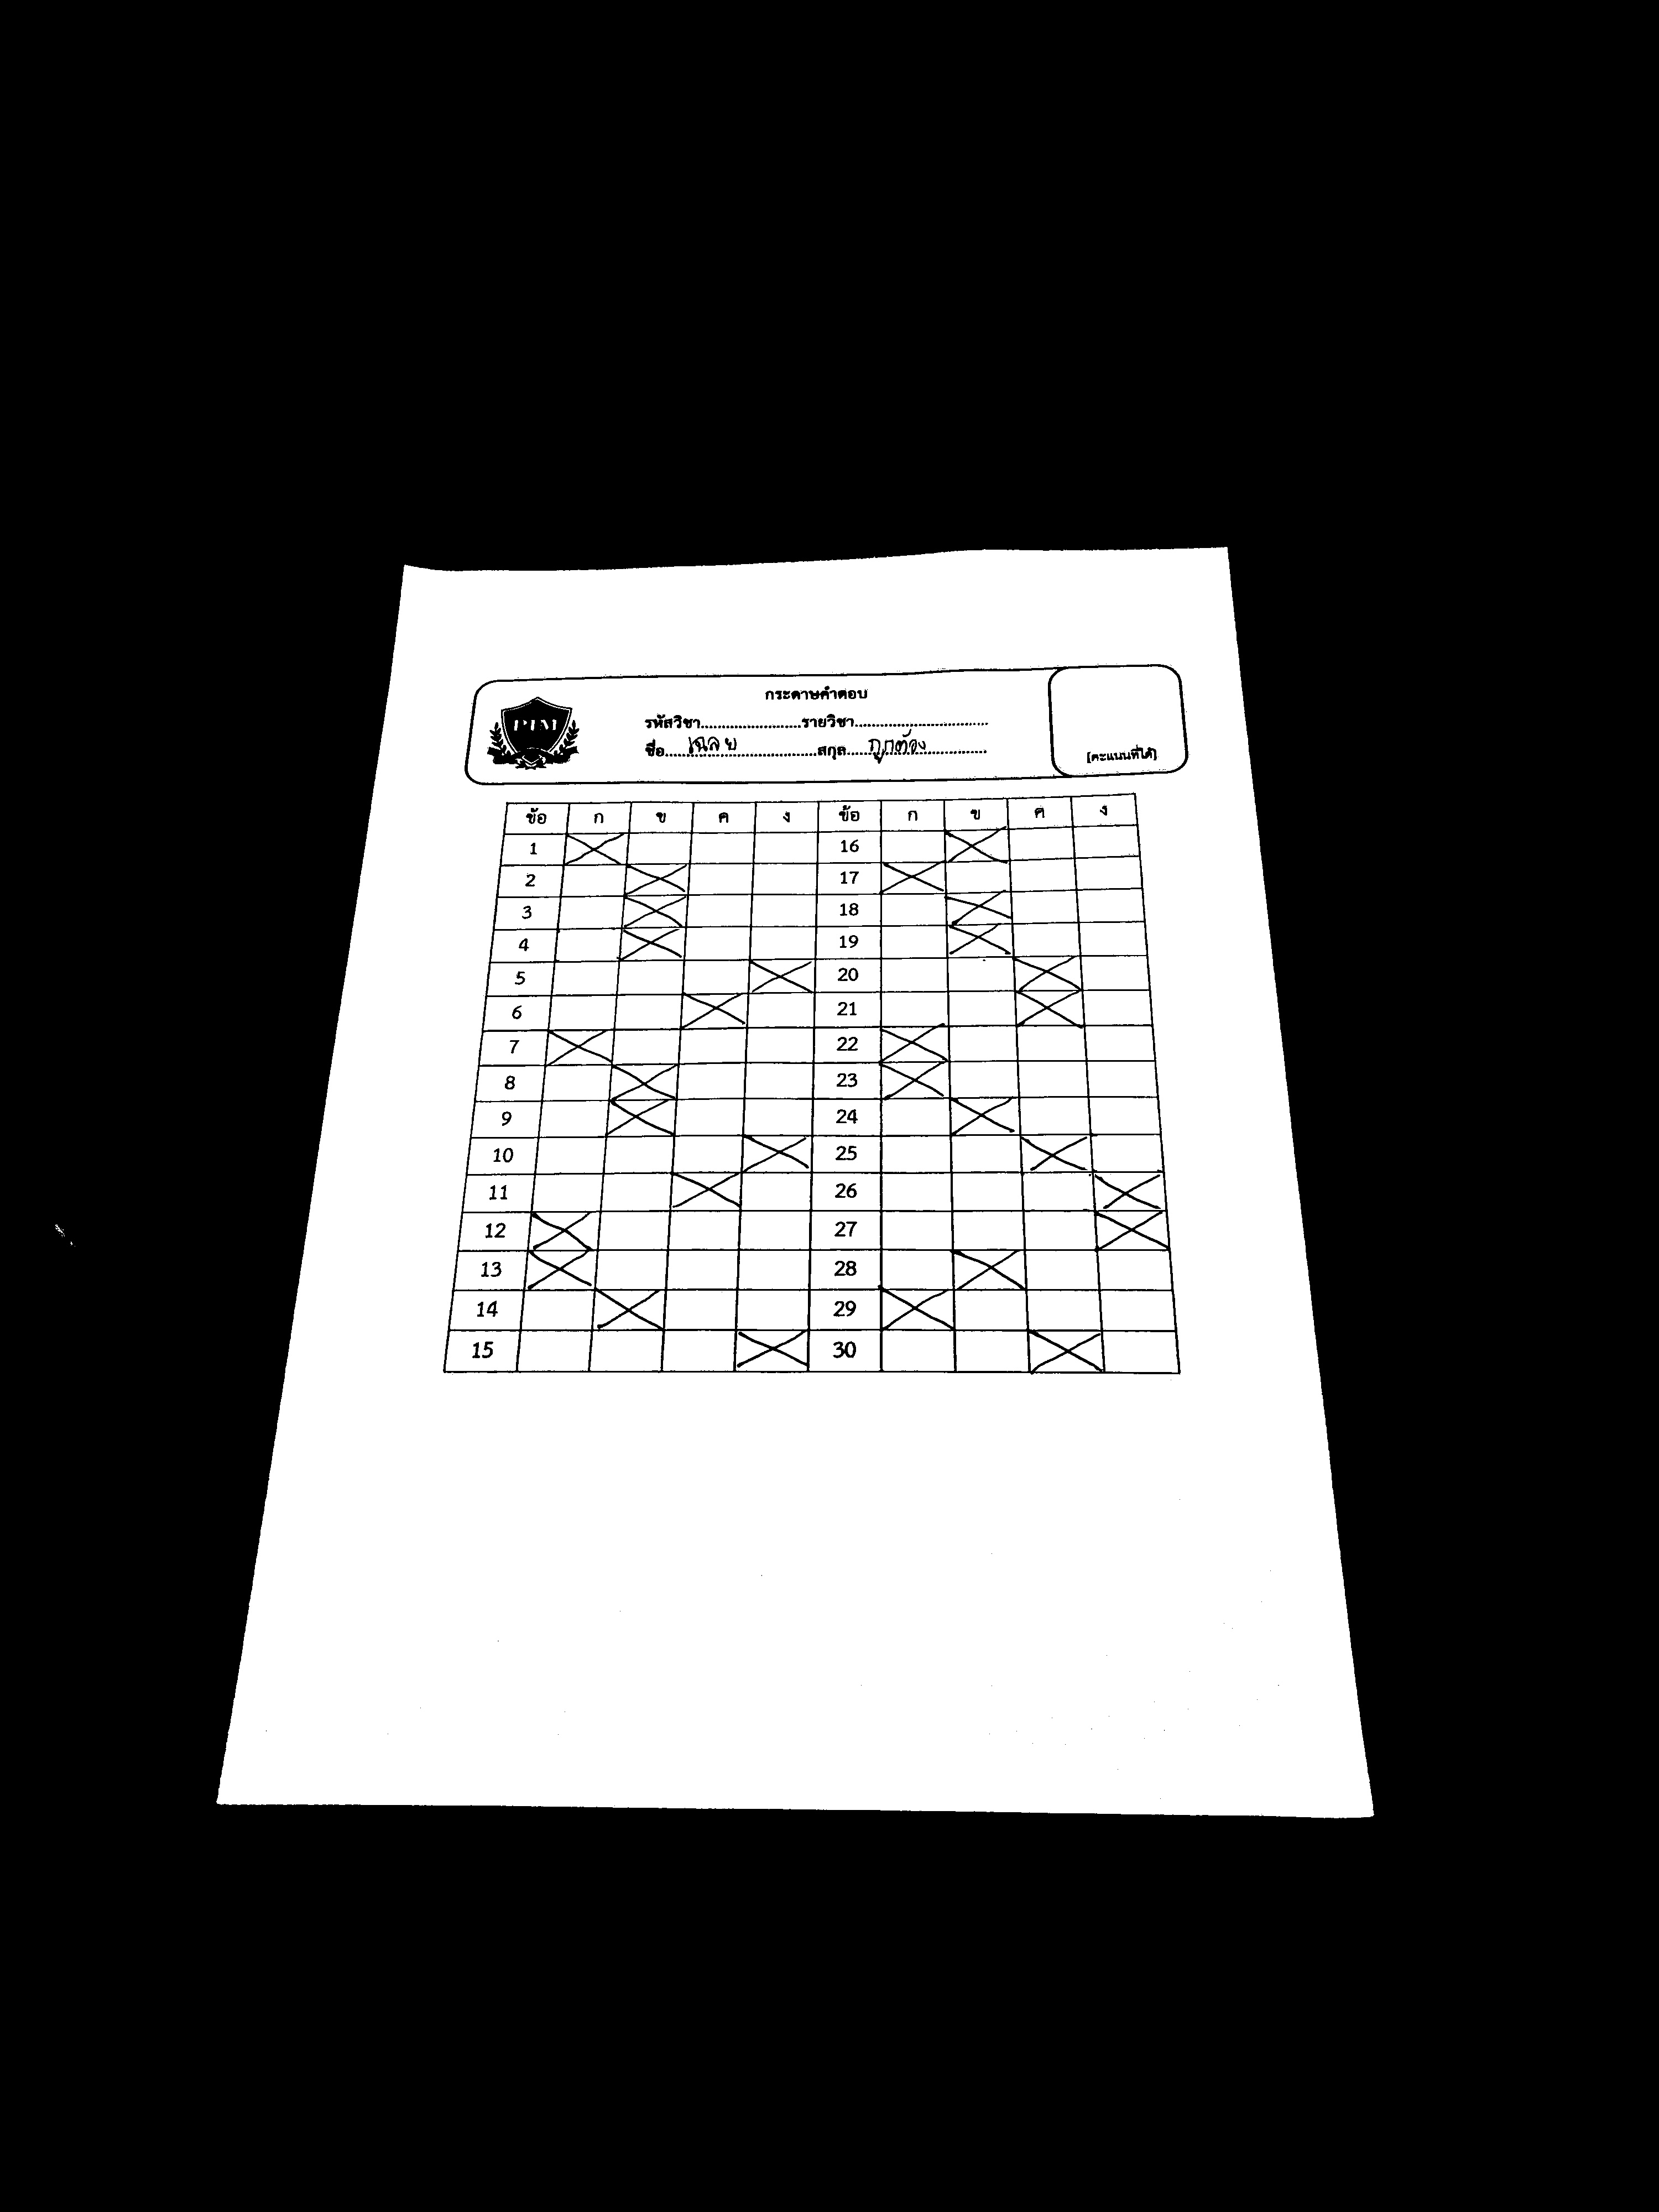 กระดาษคำตอบ
PIM
รหัสวิชา........................รายวิชา................................
ชื่อ.....เฉลย.....................สกุล.....ถูกต้อง...............
[คะแนนที่ได้]
ข้อ ก ข ค ง ข้อ ก ข ค ง
1 X 16 X
2 X 17 X
3 X 18 X
4 X 19 X
5 X 20 X
6 X 21 X
7 X 22 X
8 X 23 X
9 X 24 X
10 X 25 X
11 X 26 X
12 X 27 X
13 X 28 X
14 X 29 X
15 X 30 X